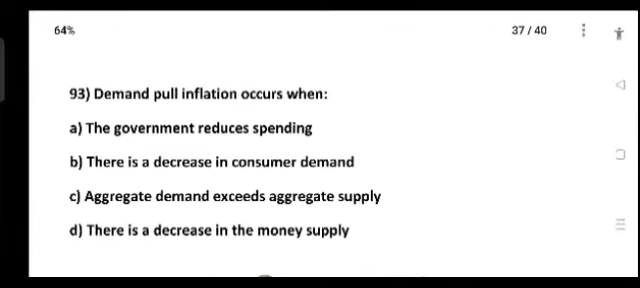 64%
37 / 40
93) Demand pull inflation occurs when:
a) The government reduces spending
b) There is a decrease in consumer demand
c) Aggregate demand exceeds aggregate supply
d) There is a decrease in the money supply